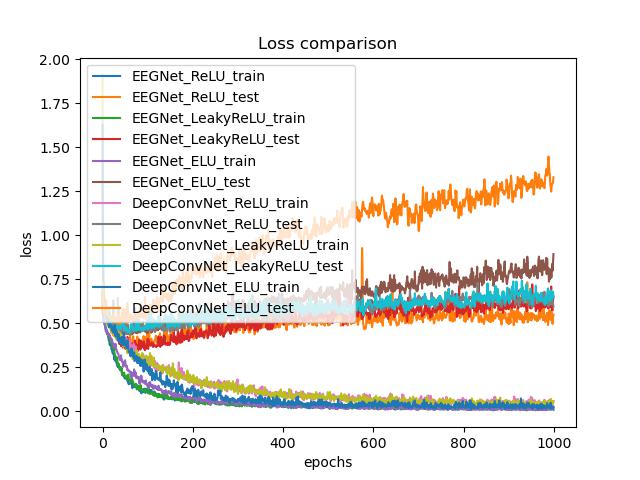 Loss comparison
2.00
1.75
1.50
1.25
1.00
0.75
0.50
0.25
0.00
loss
EEGNet_ReLU_train
EEGNet_ReLU_test
EEGNet_LeakyReLU_train
EEGNet_LeakyReLU_test
EEGNet_ELU_train
EEGNet_ELU_test
DeepConvNet_ReLU_train
DeepConvNet_ReLU_test
DeepConvNet_LeakyReLU_train
DeepConvNet_LeakyReLU_test
DeepConvNet_ELU_train
DeepConvNet_ELU_test
0 200 400 600 800 1000
epochs